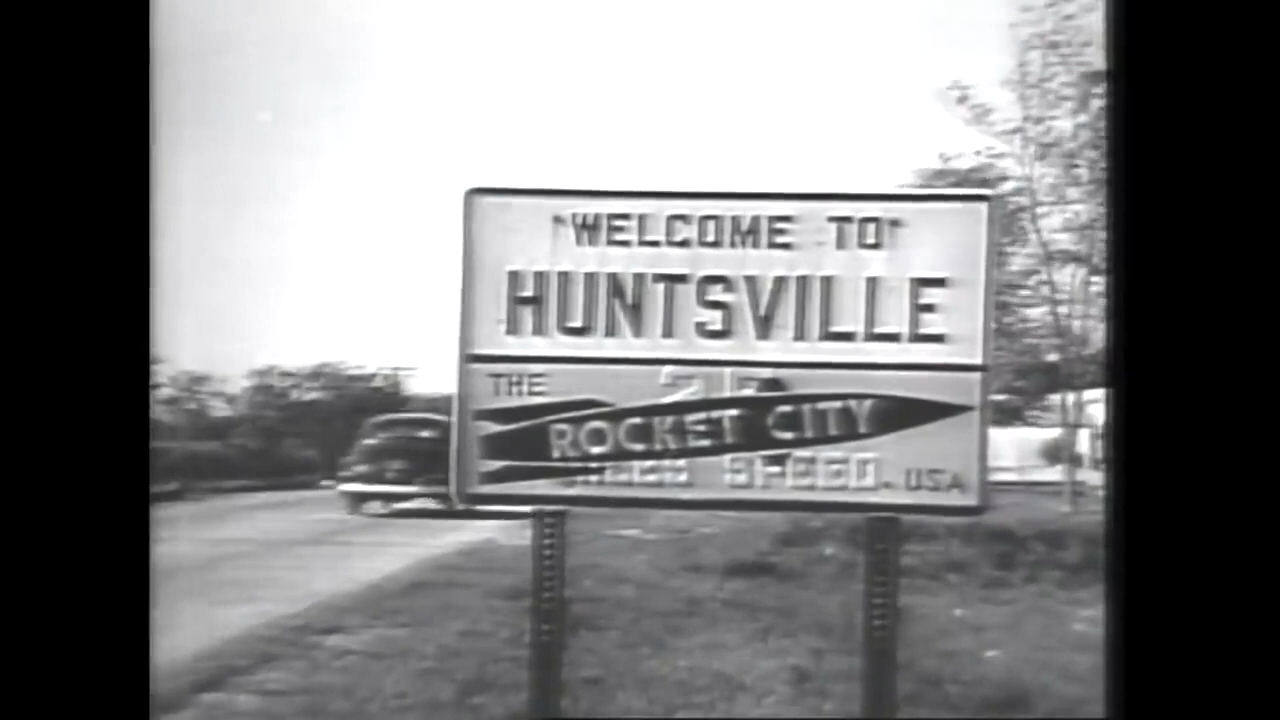 WELCOME TO
HUNTSVILLE
THE
ROCKET CITY
SPEED.
USA